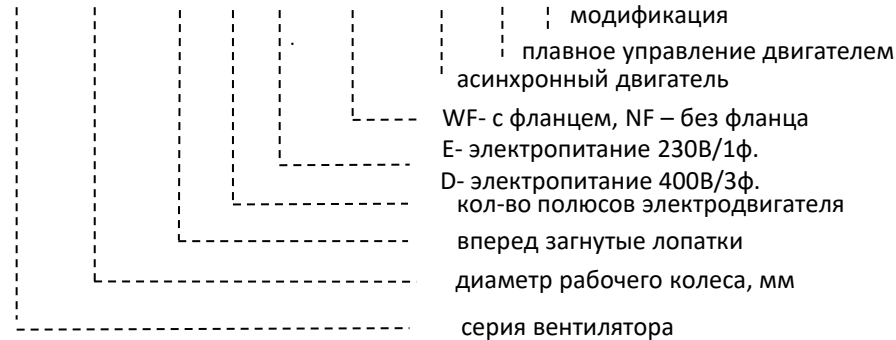 модификация
плавное управление двигателем
асинхронный двигатель
WF- с фланцем, NF – без фланца
E- электропитание 230В/1ф.
D- электропитание 400В/3ф.
кол-во полюсов электродвигателя
вперед загнутые лопатки
диаметр рабочего колеса, мм
серия вентилятора